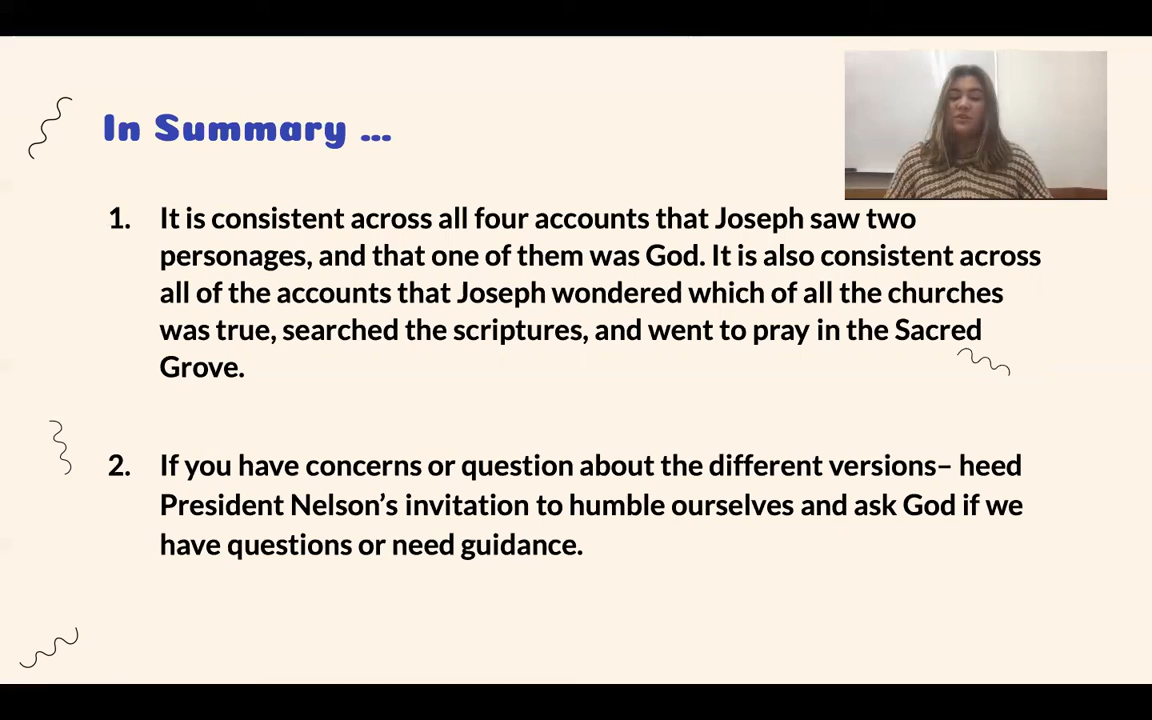 In Summary ...
1. It is consistent across all four accounts that Joseph saw two
personages, and that one of them was God. It is also consistent across
all of the accounts that Joseph wondered which of all the churches
was true, searched the scriptures, and went to pray in the Sacred
Grove.
2. If you have concerns or question about the different versions– heed
President Nelson’s invitation to humble ourselves and ask God if we
have questions or need guidance.